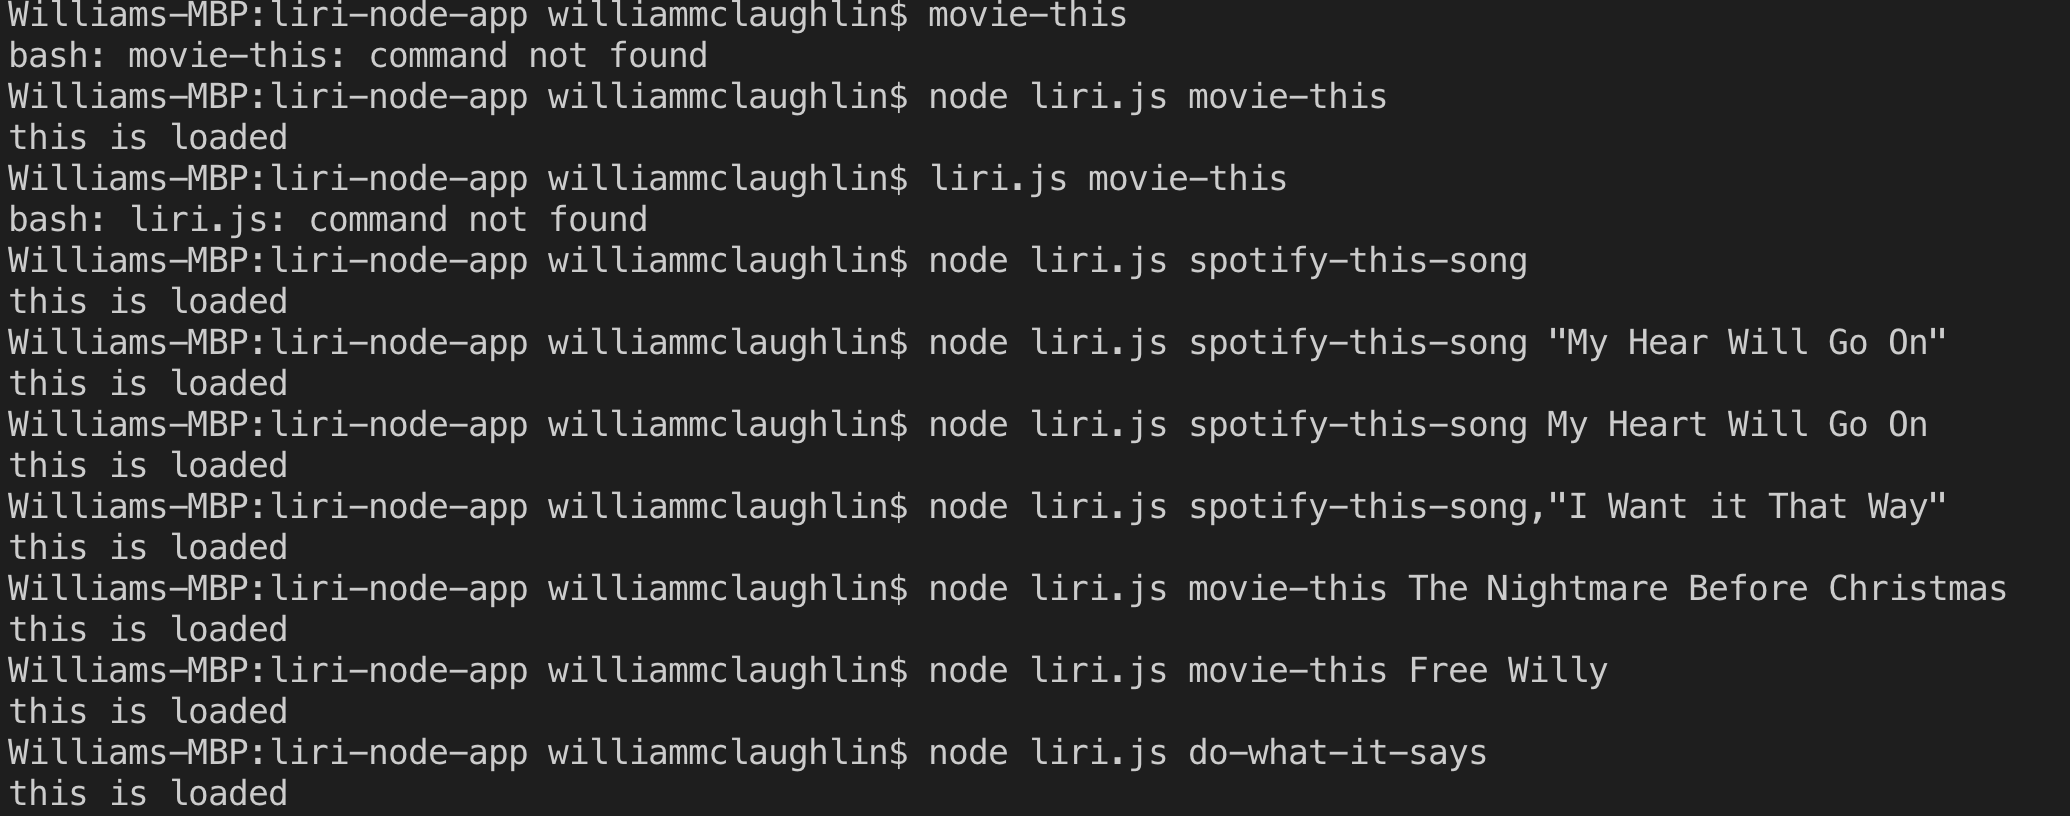 Williams-MBP:liri-node-app williammclaughlin$ movie-this
bash: movie-this: command not found
Williams-MBP:liri-node-app williammclaughlin$ node liri.js movie-this
this is loaded
Williams-MBP:liri-node-app williammclaughlin$ liri.js movie-this
bash: liri.js: command not found
Williams-MBP:liri-node-app williammclaughlin$ node liri.js spotify-this-song
this is loaded
Williams-MBP:liri-node-app williammclaughlin$ node liri.js spotify-this-song "My Hear Will Go On"
this is loaded
Williams-MBP:liri-node-app williammclaughlin$ node liri.js spotify-this-song My Heart Will Go On
this is loaded
Williams-MBP:liri-node-app williammclaughlin$ node liri.js spotify-this-song,"I Want it That Way"
this is loaded
Williams-MBP:liri-node-app williammclaughlin$ node liri.js movie-this The Nightmare Before Christmas
this is loaded
Williams-MBP:liri-node-app williammclaughlin$ node liri.js movie-this Free Willy
this is loaded
Williams-MBP:liri-node-app williammclaughlin$ node liri.js do-what-it-says
this is loaded